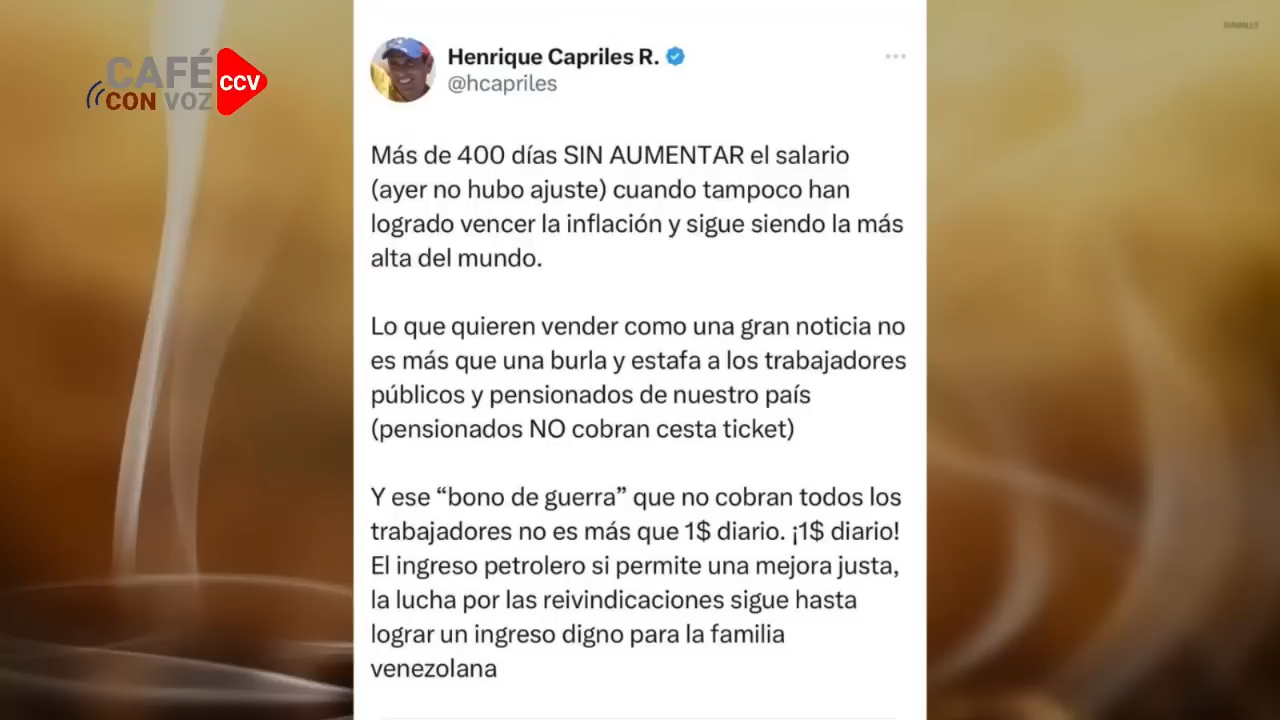 CAFÉ
CON VOZ
CCV
Henrique Capriles R.
@hcapriles
Más de 400 días SIN AUMENTAR el salario
(ayer no hubo ajuste) cuando tampoco han
logrado vencer la inflación y sigue siendo la más
alta del mundo.
Lo que quieren vender como una gran noticia no
es más que una burla y estafa a los trabajadores
públicos y pensionados de nuestro país
(pensionados NO cobran cesta ticket)
Y ese “bono de guerra” que no cobran todos los
trabajadores no es más que 1$ diario. ¡1$ diario!
El ingreso petrolero si permite una mejora justa,
la lucha por las reivindicaciones sigue hasta
lograr un ingreso digno para la familia
venezolana